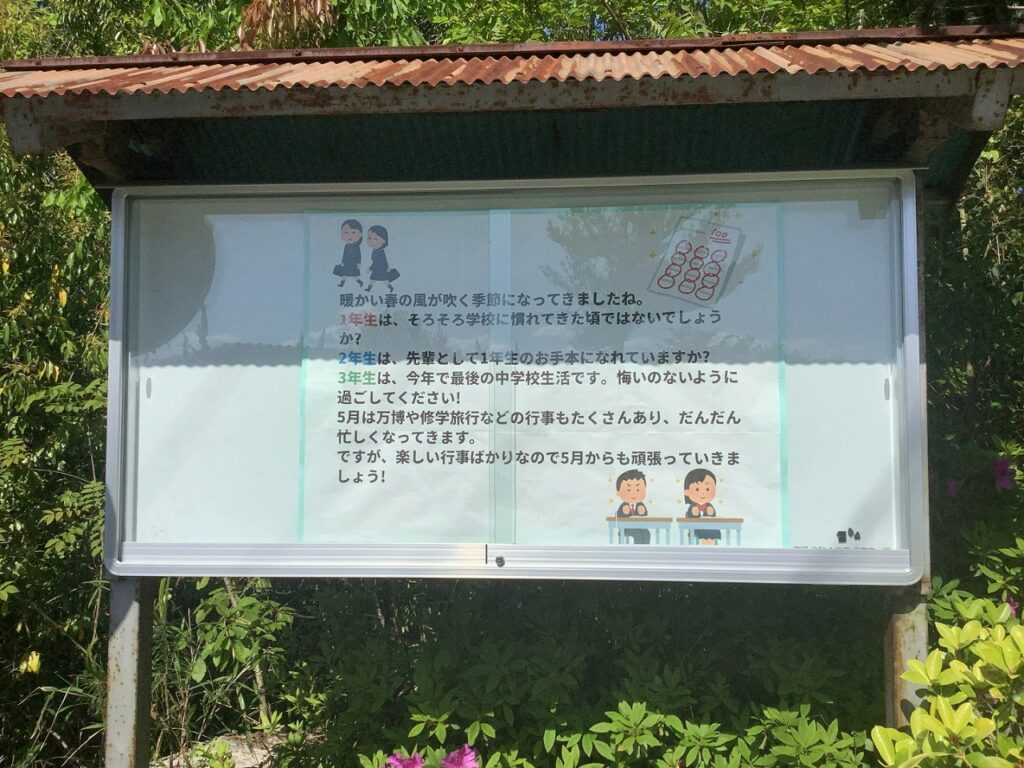 100
暖かい春の風が吹く季節になってきましたね。
1年生は、そろそろ学校に慣れてきた頃ではないでしょう
か?
2年生は、先輩として1年生のお手本になれていますか?
3年生は、今年で最後の中学校生活です。悔いのないように
過ごしてください!
5月は万博や修学旅行などの行事もたくさんあり、だんだん
忙しくなってきます。
ですが、楽しい行事ばかりなので5月からも頑張っていきま
しょう!